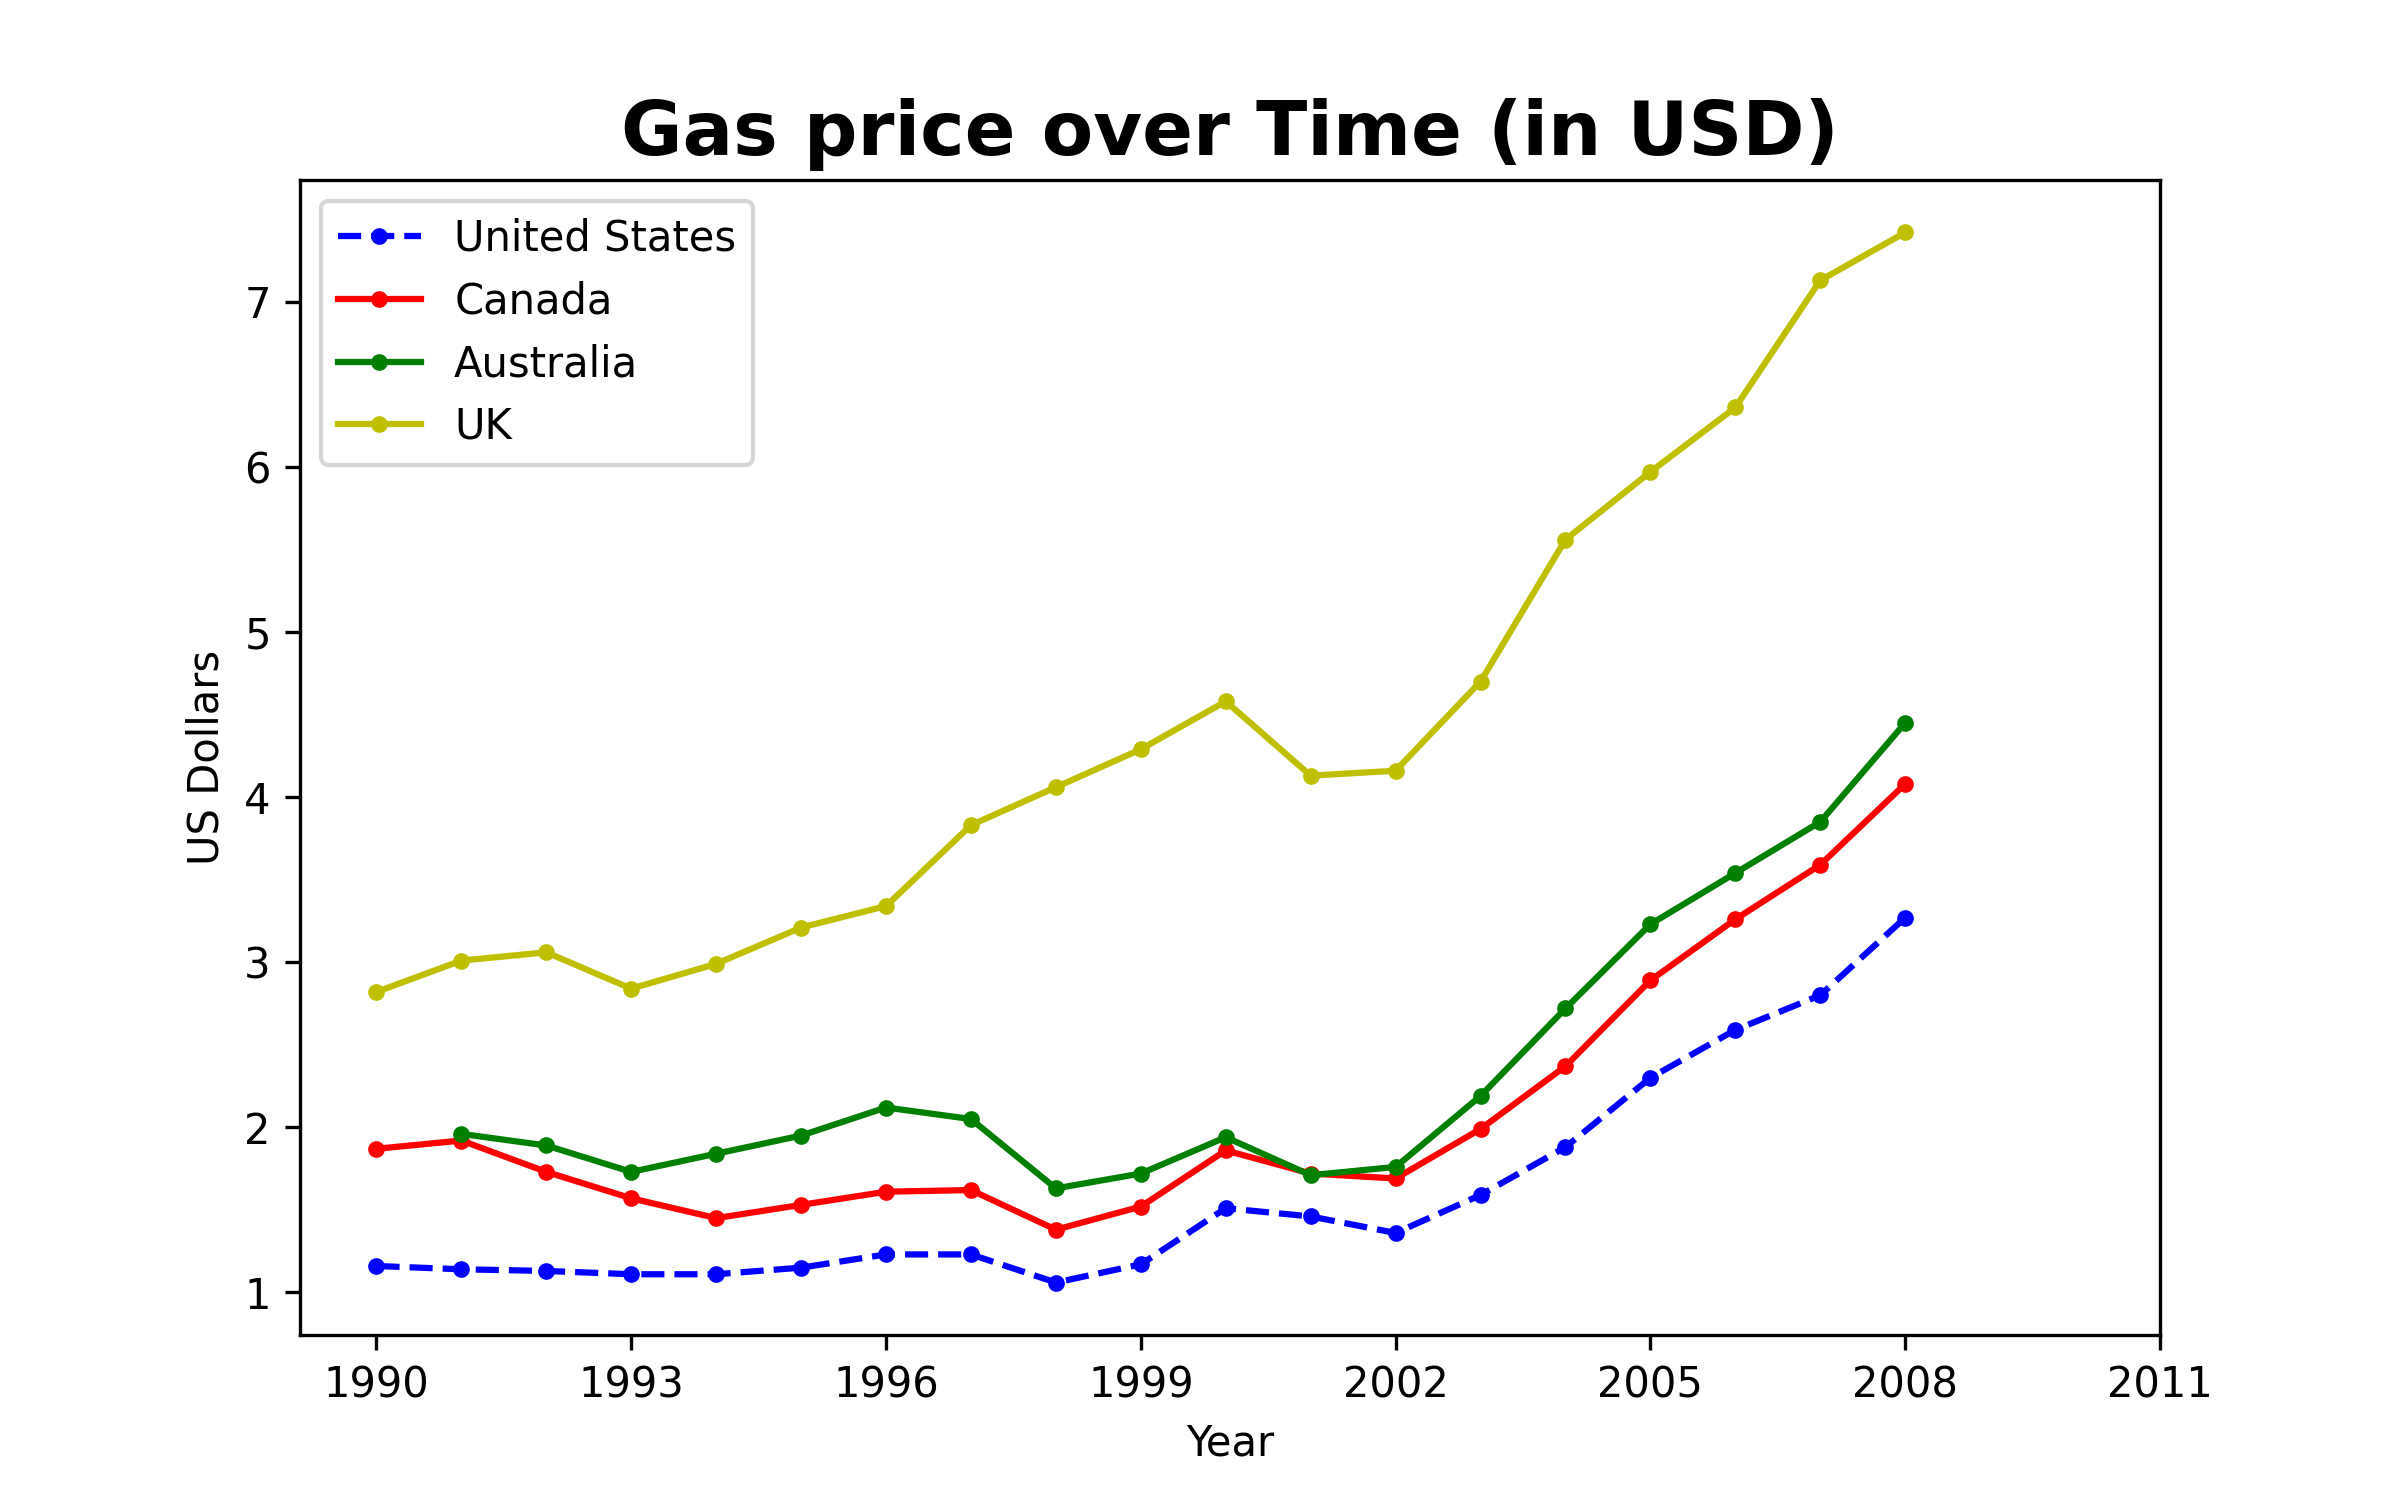 Gas price over Time (in USD)
United States
Canada
Australia
UK
7
6
5
4
3
2
1
US Dollars
1990 1993 1996 1999 2002 2005 2008 2011
Year